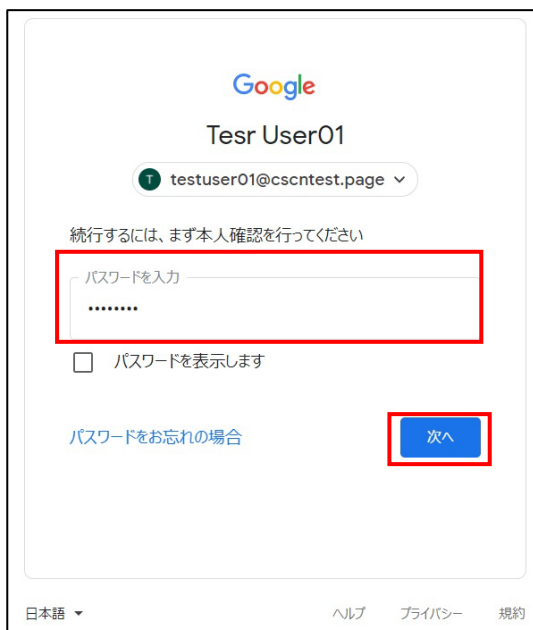 Google
Tesr User01
T testuser01@cscntest.page
続行するには、まず本人確認を行ってください
パスワードを入力
••••••••
パスワードを表示します
パスワードをお忘れの場合 次へ
日本語 ヘルプ プライバシー 規約